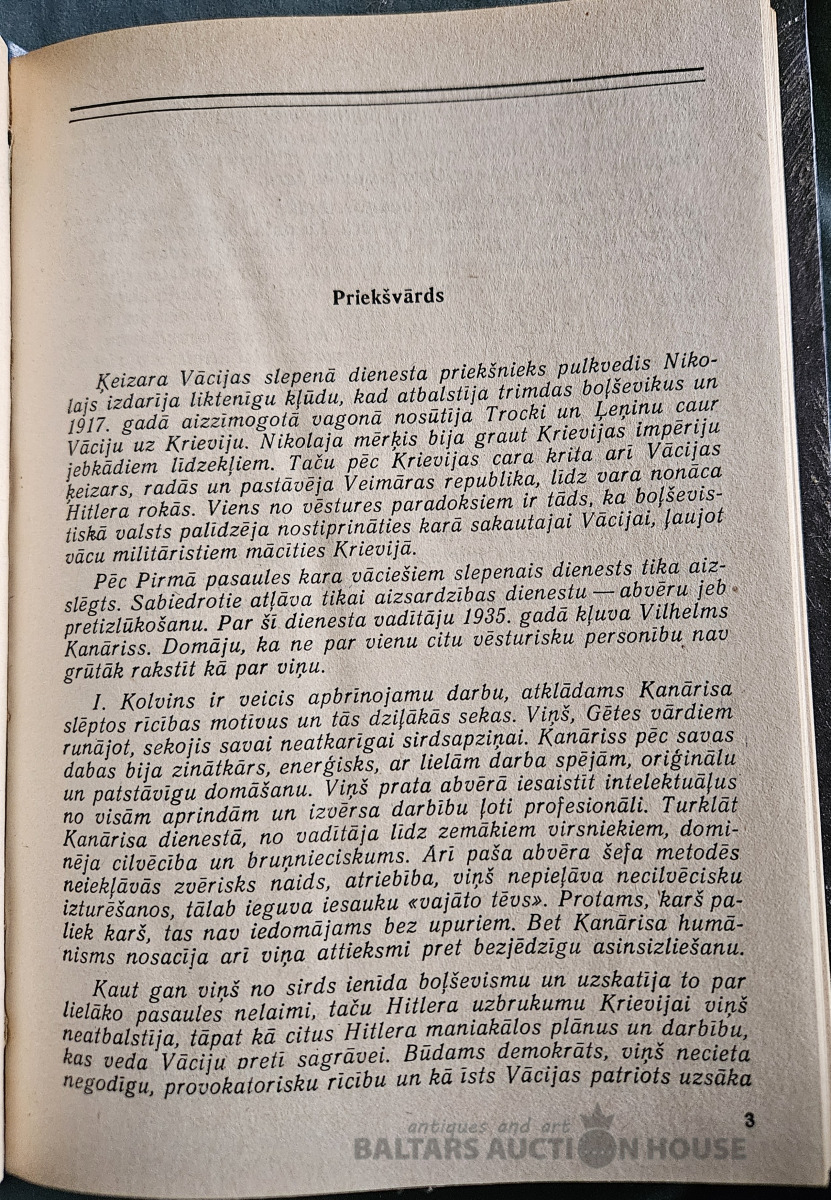 Priekšvārds
Ķeizara Vācijas slepenā dienesta priekšnieks pulkvedis Niko-
lajs izdarīja liktenīgu kļūdu, kad atbalstīja trimdas boļševikus un
1917. gadā aizzīmogotā vagonā nosūtīja Trocki un Ļeņinu caur
Vāciju uz Krieviju. Nikolaja mērķis bija graut Krievijas impēriju
jebkādiem līdzekļiem. Taču pēc Krievijas cara krita arī Vācijas
ķeizars, radās un pastāvēja Veimāras republika, līdz vara nonāca
Hitlera rokās. Viens no vēstures paradoksiem ir tāds, ka boļševis-
tiskā valsts palīdzēja nostiprināties karā sakautajai Vācijai, ļaujot
vācu militāristiem mācīties Krievijā.
Pēc Pirmā pasaules kara vāciešiem slepenais dienests tika aiz-
slēgts. Sabiedrotie atļāva tikai aizsardzības dienestu — abvēru jeb
pretizlūkošanu. Par šī dienesta vadītāju 1935. gadā kļuva Vilhelms
Kanāriss. Domāju, ka ne par vienu citu vēsturisku personību nav
grūtāk rakstīt kā par viņu.
I. Kolvins ir veicis apbrīnojamu darbu, atklādams Kanārisa
slēptos rīcības motīvus un tās dziļākās sekas. Viņš, Gētes vārdiem
runājot, sekojis savai neatkarīgai sirdsapziņai. Kanāriss pēc savas
dabas bija zinātkārs, enerģisks, ar lielām darba spējām, oriģinālu
un patstāvīgu domāšanu. Viņš prata abvērā iesaistīt intelektuāļus
no visām aprindām un izvērsa darbību ļoti profesionāli. Turklāt
Kanārisa dienestā, no vadītāja līdz zemākiem virsniekiem, domi-
nēja cilvēcība un bruņnieciskums. Arī paša abvēra šefa metodēs
neiekļāvās zvērisks naids, atriebība, viņš nepieļāva necilvēcisku
izturēšanos, tālab ieguva iesauku «vajāto tēvs». Protams, karš pa-
liek karš, tas nav iedomājams bez upuriem. Bet Kanārisa humā-
nisms nosacīja arī viņa attieksmi pret bezjēdzīgu asinsizliešanu.
Kaut gan viņš no sirds ienīda boļševismu un uzskatīja to par
lielāko pasaules nelaimi, taču Hitlera uzbrukumu Krievijai viņš
neatbalstīja, tāpat kā citus Hitlera maniakālos plānus un darbību,
kas veda Vāciju pretī sagrāvei. Būdams demokrāts, viņš necieta
negodīgu, provokatorisku rīcību un kā īsts Vācijas patriots uzsāka
3
antiques and art
BALTARS AUCTION HOUSE